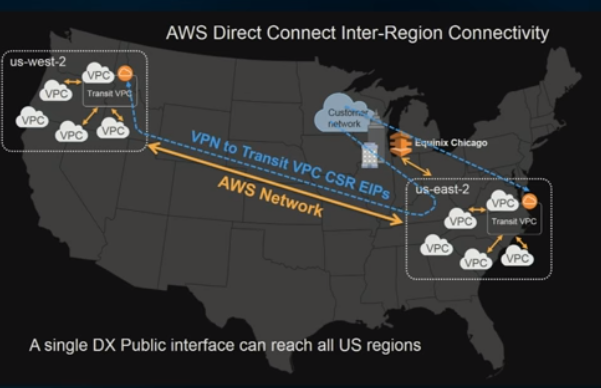 AWS Direct Connect Inter-Region Connectivity
us-west-2
VPC
VPC
Transit VPC
VPC
VPC
VPC
Customer
network
Equinix Chicago
VPN to Transit VPC CSR EIPs
AWS Network
us-east-2
VPC
VPC
Transit VPC
VPC
VPC
VPC
A single DX Public interface can reach all US regions